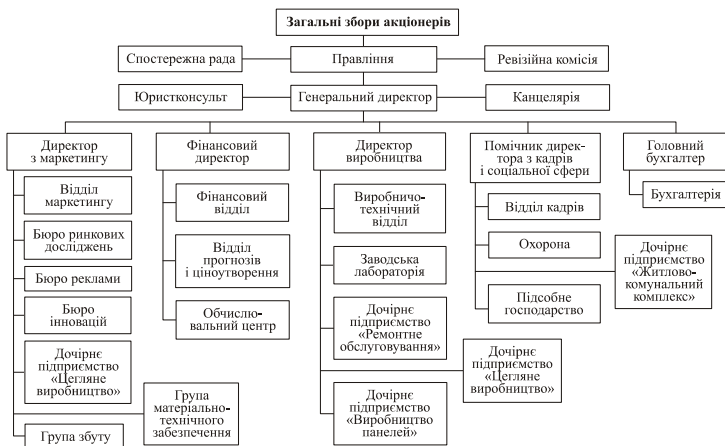 Загальні збори акціонерів
Спостережна рада
Правління
Ревізійна комісія
Юристконсульт
Генеральний директор
Канцелярія
Директор
з маркетингу
Фінансовий
директор
Директор
виробництва
Помічник дирек-
тора з кадрів
і соціальної сфери
Головний
бухгалтер
Відділ
маркетингу
Бюро ринкових
досліджень
Бюро реклами
Бюро
інновацій
Дочірнє
підприємство
«Цегляне
виробництво»
Група
матеріально-
технічного
забезпечення
Група збуту
Фінансовий
відділ
Відділ
прогнозів
і ціноутворення
Обчислю-
вальний центр
Виробничо-
технічний
відділ
Заводська
лабораторія
Дочірнє
підприємство
«Ремонтне
обслуговування»
Дочірнє
підприємство
«Цегляне
виробництво»
Дочірнє
підприємство
«Виробництво
панелей»
Відділ кадрів
Охорона
Дочірнє
підприємство
«Житлово-
комунальний
комплекс»
Підсобне
господарство
Бухгалтерія